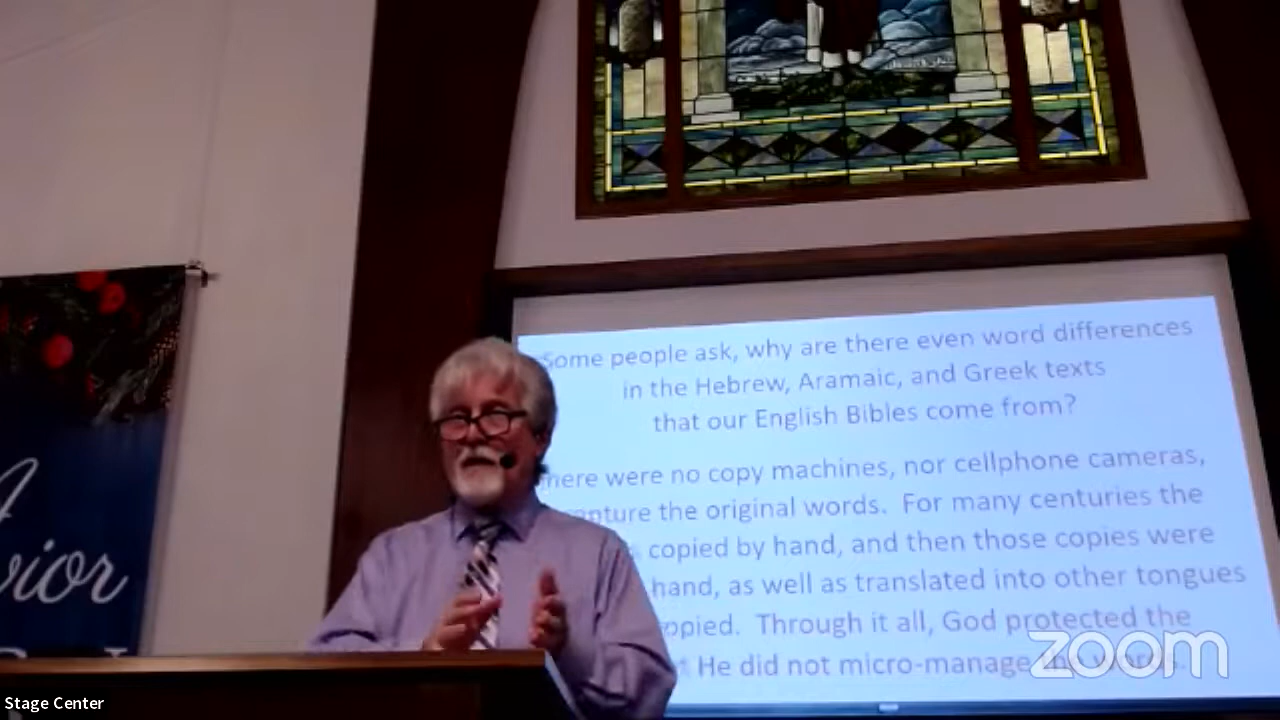 Some people ask, why are there even word differences
in the Hebrew, Aramaic, and Greek texts
that our English Bibles come from?
here were no copy machines, nor cellphone cameras,
the original words. For many centuries the
copied by hand, and then those copies were
hand, as well as translated into other tongues
Through it all, God protected the
He did not micro-manage the words.
A
vior
zoom
Stage Center